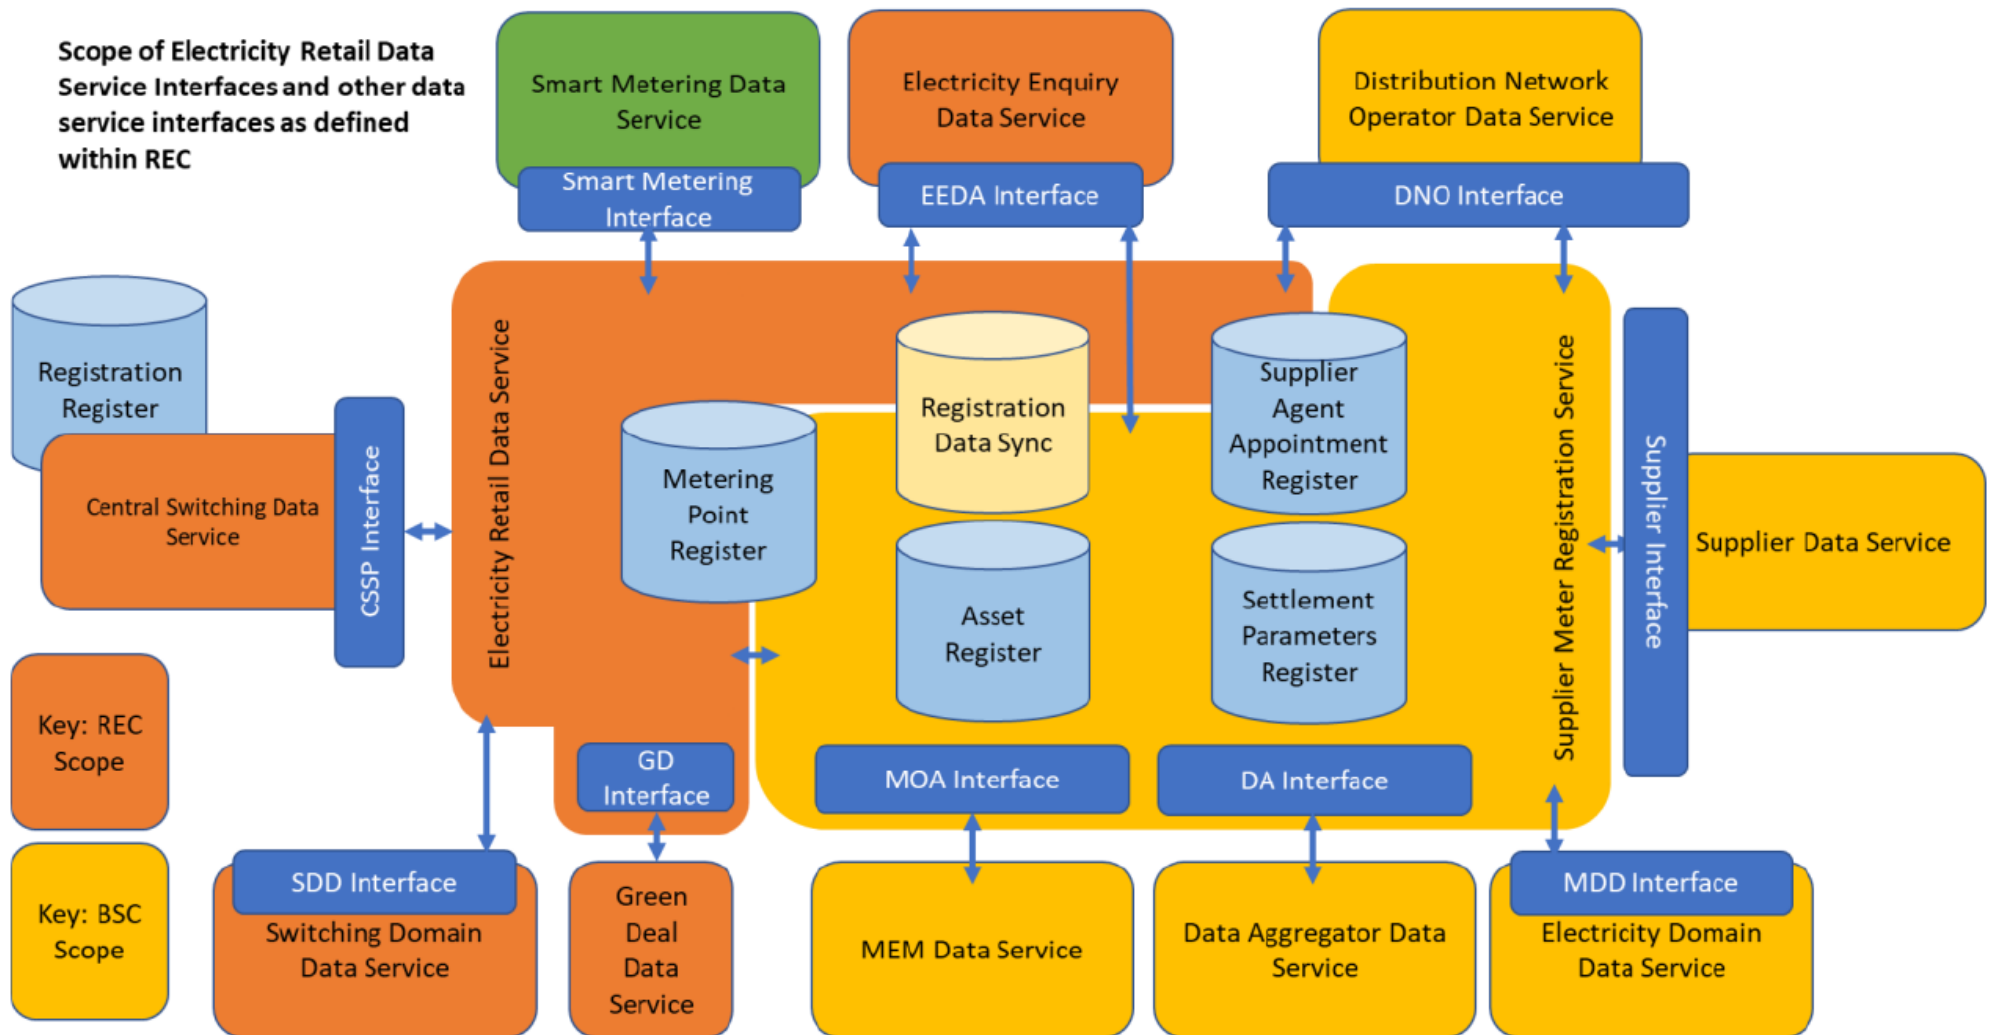 Scope of Electricity Retail Data
Service Interfaces and other data
service interfaces as defined
within REC
Smart Metering Data
Service
Smart Metering
Interface
Electricity Enquiry
Data Service
EEDA Interface
Distribution Network
Operator Data Service
DNO Interface
Registration
Register
Central Switching Data
Service
CSSP Interface
Electricity Retail Data Service
Metering
Point
Register
Registration
Data Sync
Supplier
Agent
Appointment
Register
Asset
Register
Settlement
Parameters
Register
Supplier Meter Registration Service
Supplier Interface
Supplier Data Service
Key: REC
Scope
Key: BSC
Scope
GD
Interface
MOA Interface
DA Interface
SDD Interface
Switching Domain
Data Service
Green
Deal
Data
Service
MEM Data Service
Data Aggregator Data
Service
MDD Interface
Electricity Domain
Data Service